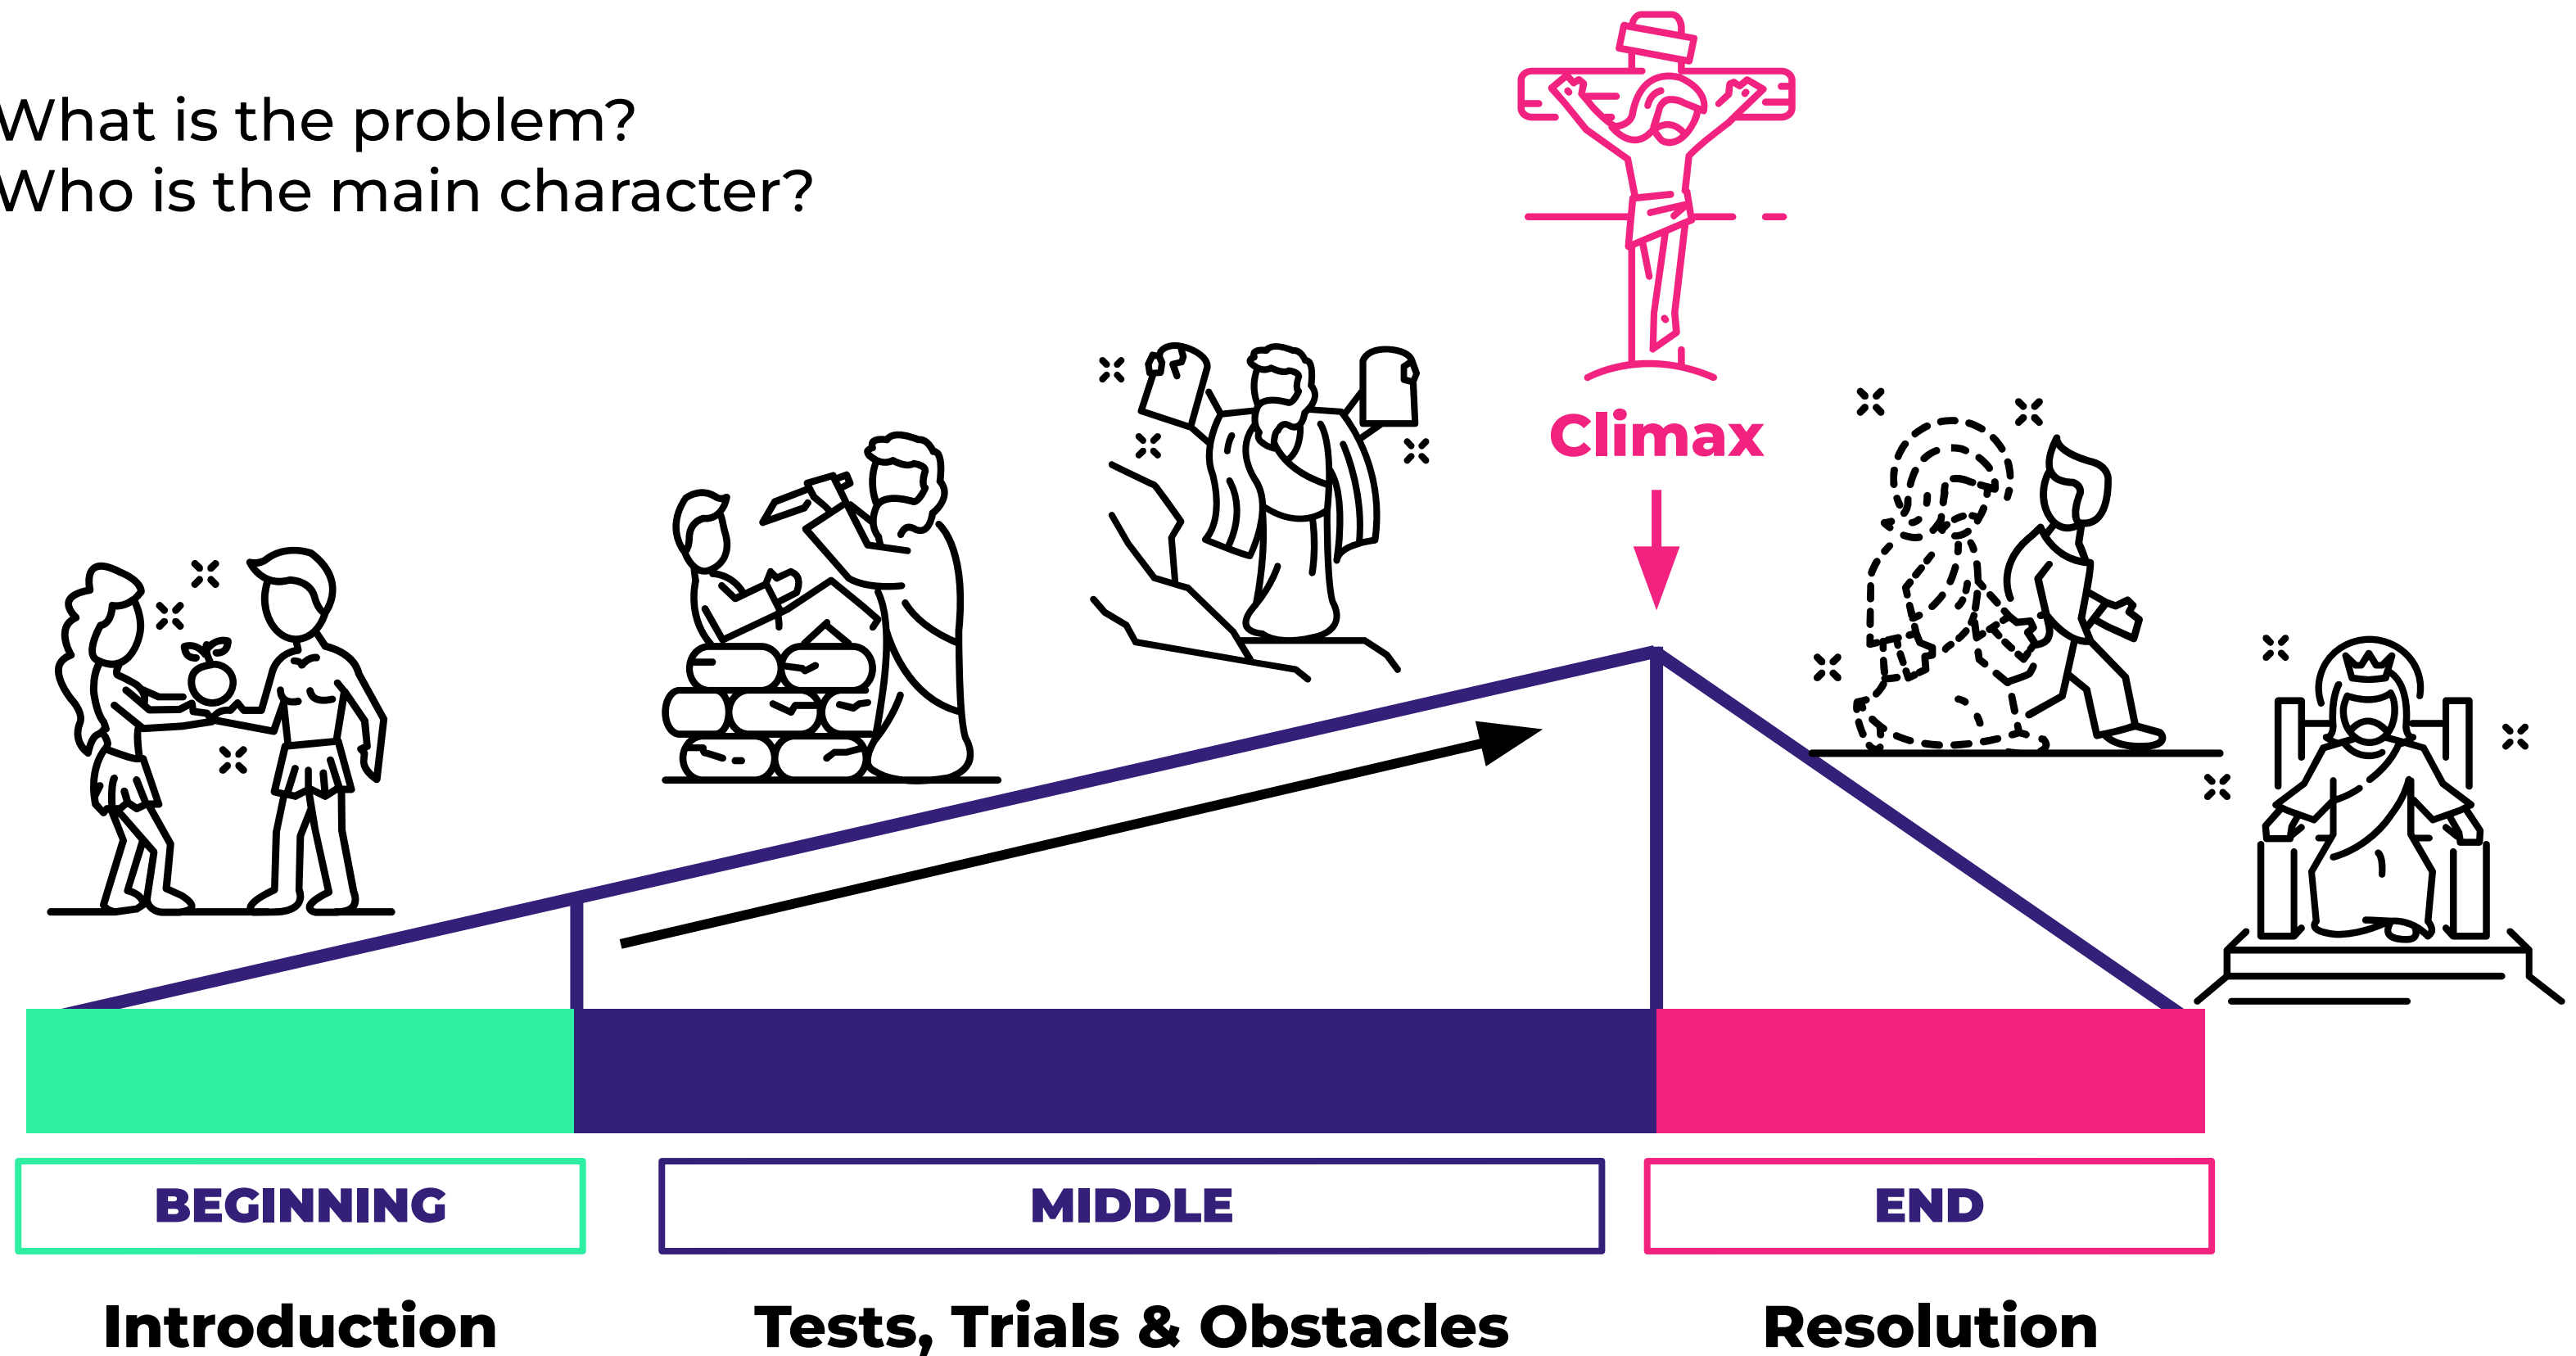 What is the problem?
Who is the main character?
Climax
BEGINNING
MIDDLE
END
Introduction
Tests, Trials & Obstacles
Resolution